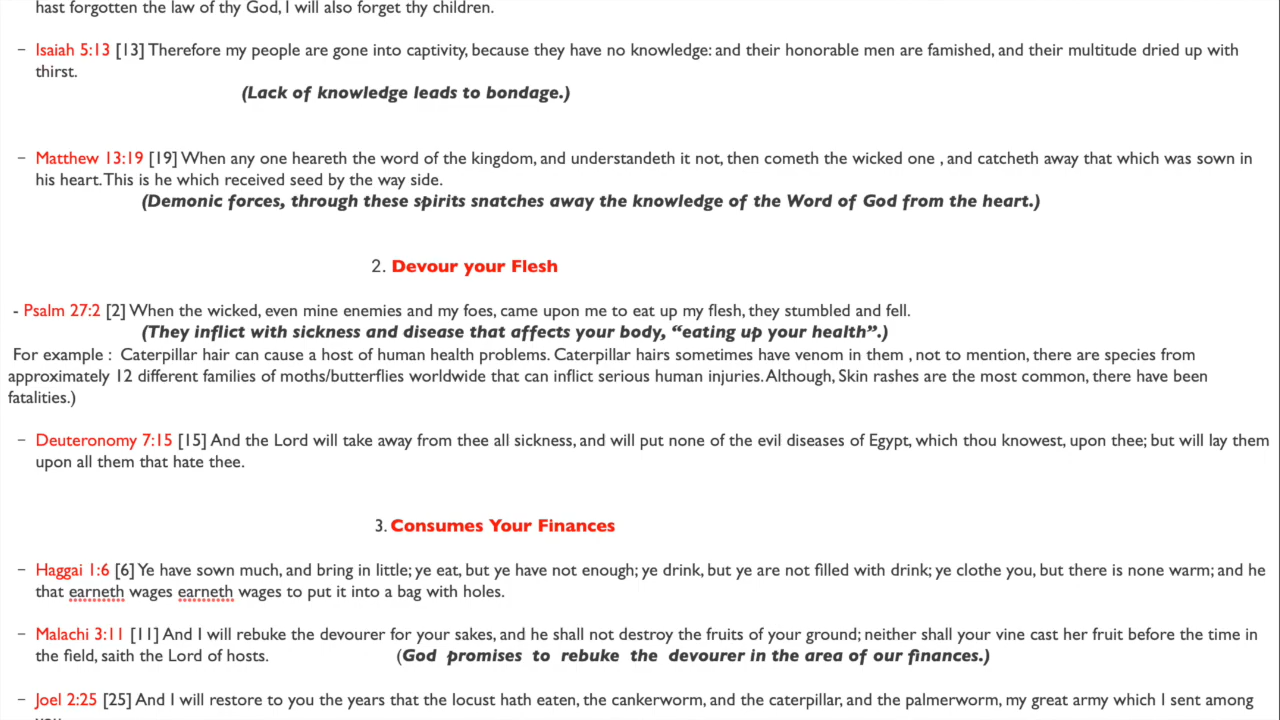 hast forgotten the law of thy God, I will also forget thy children.
– Isaiah 5:13 [13] Therefore my people are gone into captivity, because they have no knowledge: and their honorable men are famished, and their multitude dried up with
thirst.
(Lack of knowledge leads to bondage.)
– Matthew 13:19 [19] When any one heareth the word of the kingdom, and understandeth it not, then cometh the wicked one , and catcheth away that which was sown in
his heart. This is he which received seed by the way side.
(Demonic forces, through these spirits snatches away the knowledge of the Word of God from the heart.)
2. Devour your Flesh
- Psalm 27:2 [2] When the wicked, even mine enemies and my foes, came upon me to eat up my flesh, they stumbled and fell.
(They inflict with sickness and disease that affects your body, “eating up your health”.)
For example : Caterpillar hair can cause a host of human health problems. Caterpillar hairs sometimes have venom in them , not to mention, there are species from
approximately 12 different families of moths/butterflies worldwide that can inflict serious human injuries. Although, Skin rashes are the most common, there have been
fatalities.)
– Deuteronomy 7:15 [15] And the Lord will take away from thee all sickness, and will put none of the evil diseases of Egypt, which thou knowest, upon thee; but will lay them
upon all them that hate thee.
3. Consumes Your Finances
– Haggai 1:6 [6] Ye have sown much, and bring in little; ye eat, but ye have not enough; ye drink, but ye are not filled with drink; ye clothe you, but there is none warm; and he
that earneth wages earneth wages to put it into a bag with holes.
– Malachi 3:11 [11] And I will rebuke the devourer for your sakes, and he shall not destroy the fruits of your ground; neither shall your vine cast her fruit before the time in
the field, saith the Lord of hosts. (God promises to rebuke the devourer in the area of our finances.)
– Joel 2:25 [25] And I will restore to you the years that the locust hath eaten, the cankerworm, and the caterpillar, and the palmerworm, my great army which I sent among